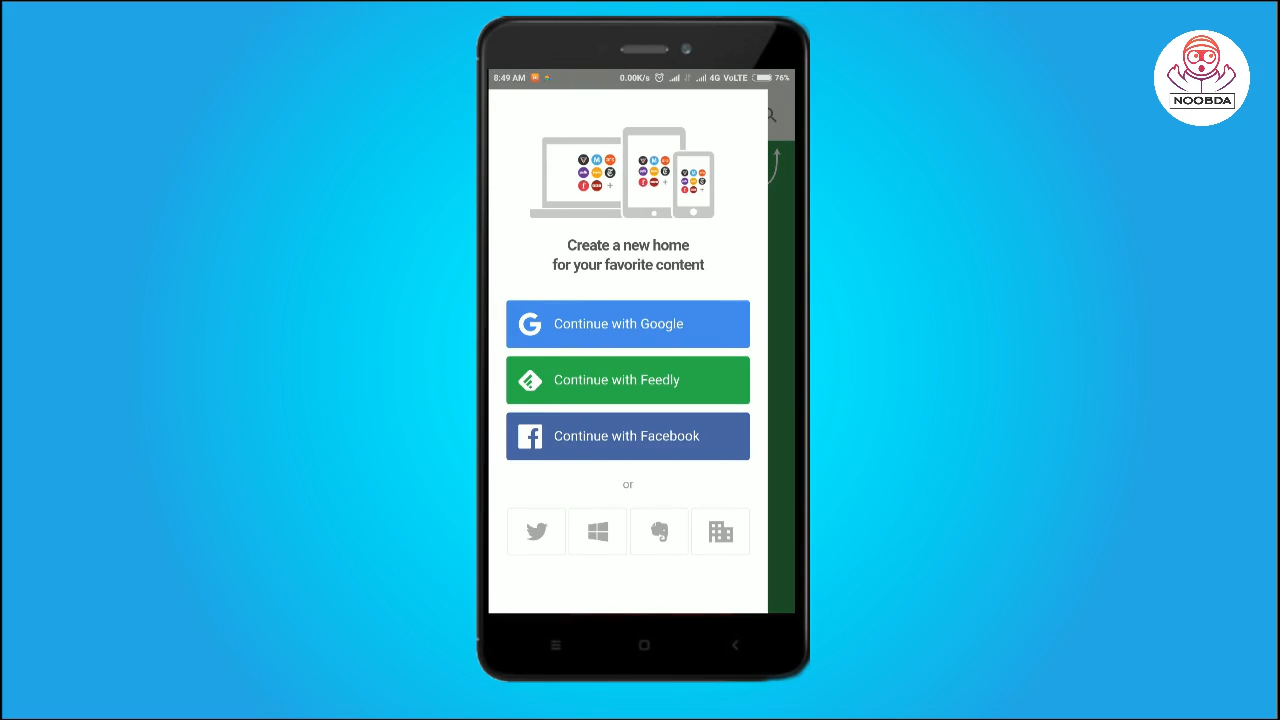 8:49 AM 0.00K/s 4G VoLTE 76%
NOOBDA
Create a new home
for your favorite content
Continue with Google
Continue with Feedly
Continue with Facebook
or